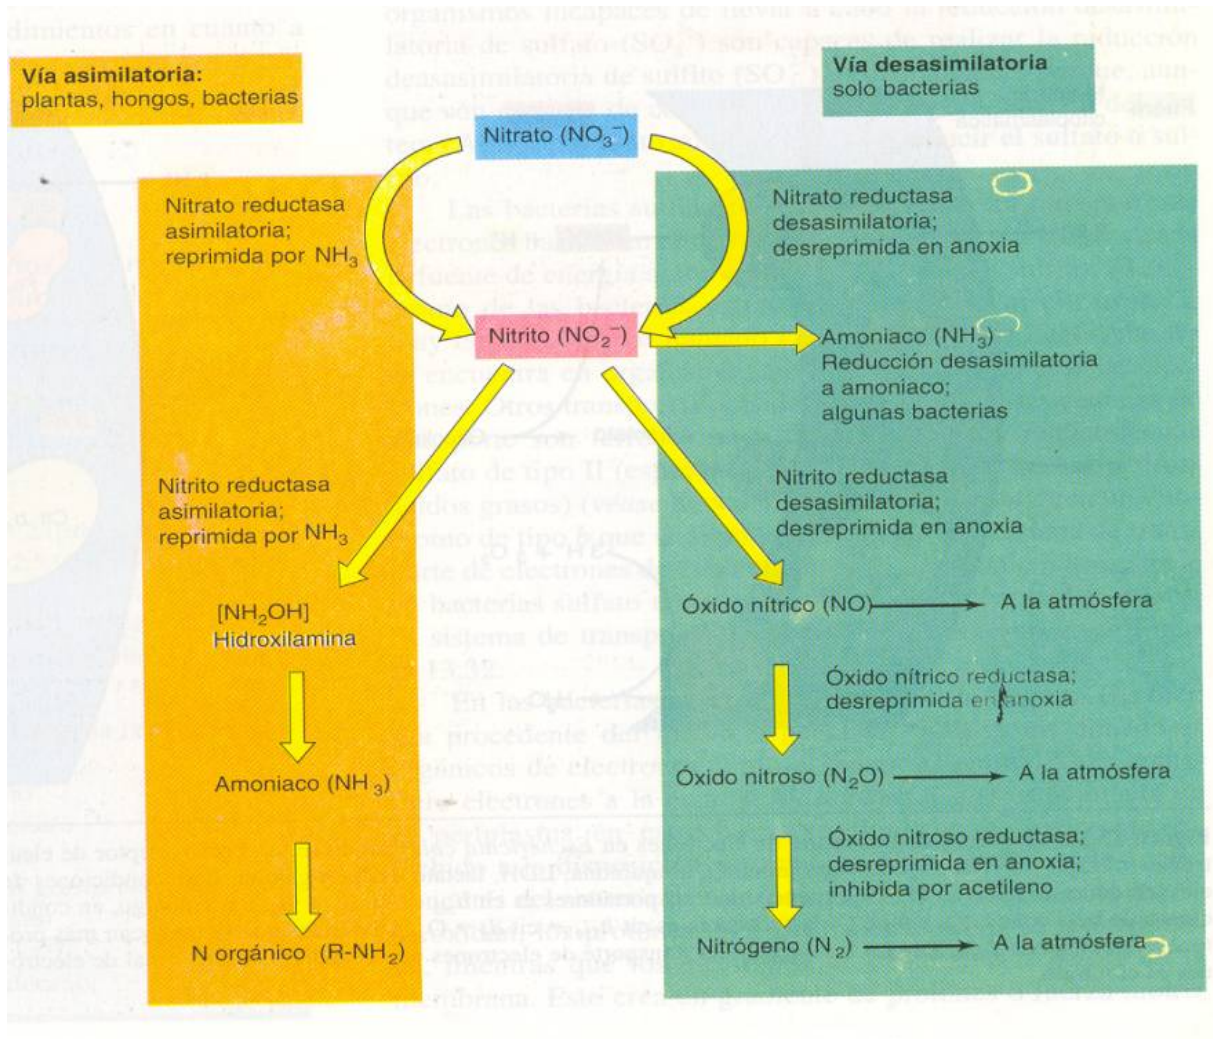 Vía asimilatoria:
plantas, hongos, bacterias
Vía desasimilatoria
solo bacterias
Nitrato (NO₃⁻)
Nitrato reductasa
asimilatoria;
reprimida por NH₃
Nitrato reductasa
desasimilatoria;
desreprimida en anoxia
Nitrito (NO₂⁻)
Amoniaco (NH₃)
Reducción desasimilatoria
a amoniaco;
algunas bacterias
Nitrito reductasa
asimilatoria;
reprimida por NH₃
Nitrito reductasa
desasimilatoria;
desreprimida en anoxia
[NH₂OH]
Hidroxilamina
Óxido nítrico (NO)
A la atmósfera
Óxido nítrico reductasa;
desreprimida en anoxia
Amoniaco (NH₃)
Óxido nitroso (N₂O)
A la atmósfera
Óxido nitroso reductasa;
desreprimida en anoxia;
inhibida por acetileno
N orgánico (R-NH₂)
Nitrógeno (N₂)
A la atmósfera